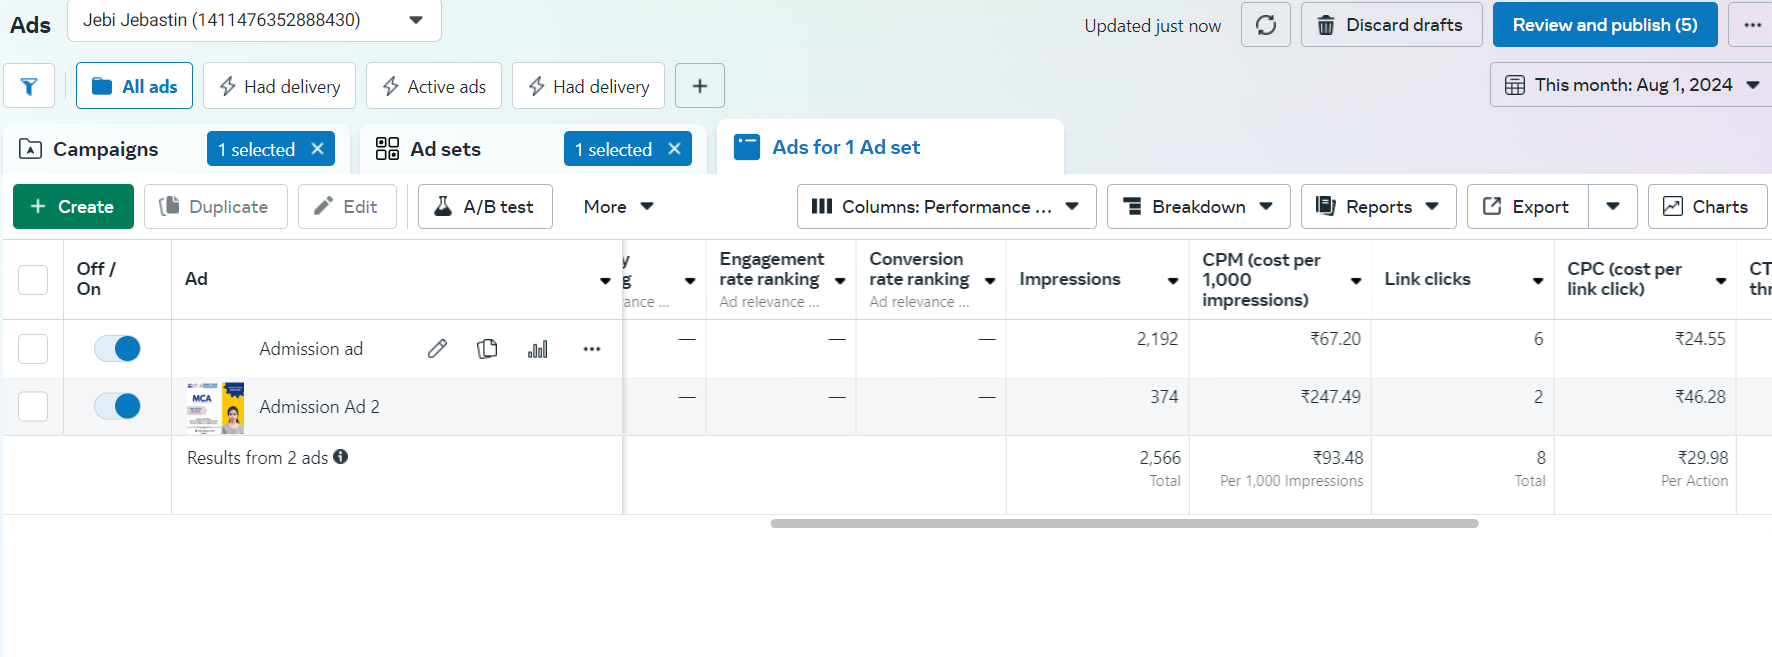 Ads
Jebi Jebastin (1411476352888430)
Updated just now
Discard drafts
Review and publish (5)
All ads
Had delivery
Active ads
Had delivery
This month: Aug 1, 2024
Campaigns
1 selected
Ad sets
1 selected
Ads for 1 Ad set
+ Create
Duplicate
Edit
A/B test
More
Columns: Performance ...
Breakdown
Reports
Export
Charts
Off /
On
Ad
y
g
ance ...
Engagement
rate ranking
Ad relevance ...
Conversion
rate ranking
Ad relevance ...
Impressions
CPM (cost per
1,000
impressions)
Link clicks
CPC (cost per
link click)
CT
thr
Admission ad
—
—
—
2,192
₹67.20
6
₹24.55
MCA
Admission Ad 2
—
—
—
374
₹247.49
2
₹46.28
Results from 2 ads
2,566
Total
₹93.48
Per 1,000 Impressions
8
Total
₹29.98
Per Action